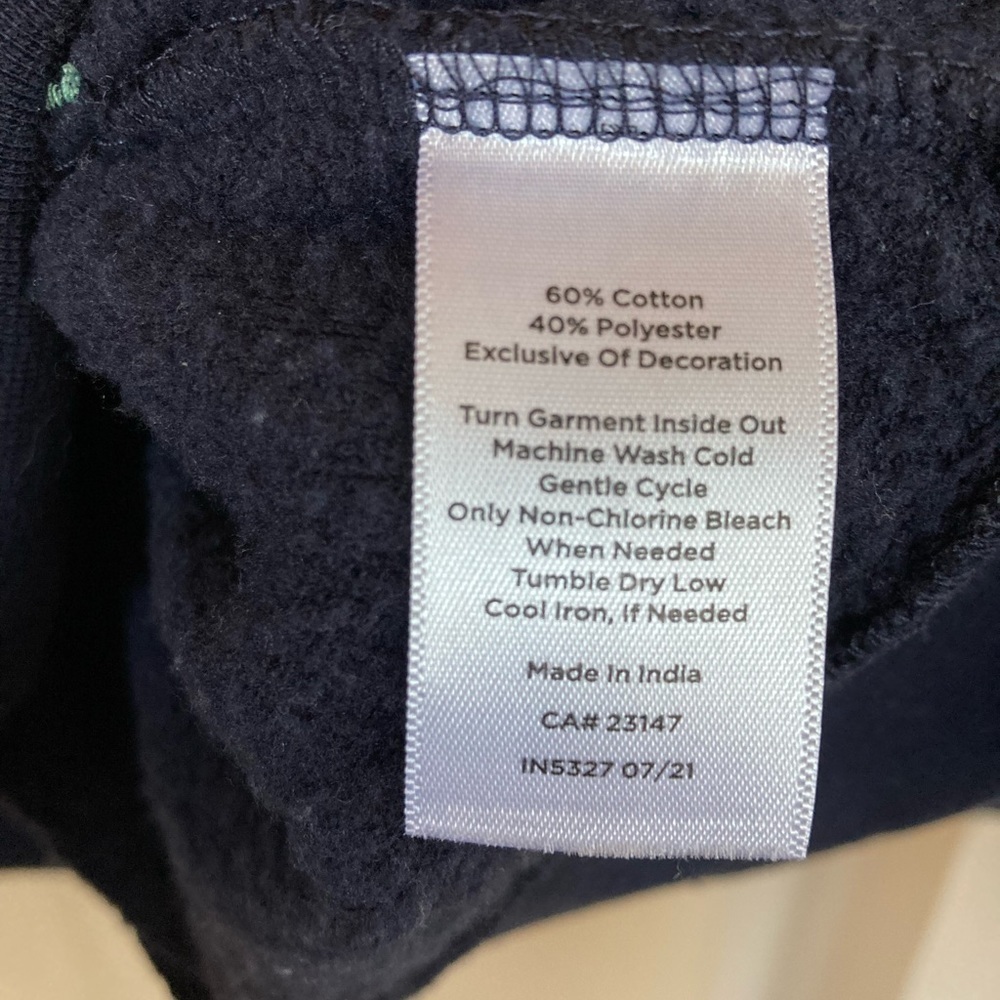 60% Cotton
40% Polyester
Exclusive Of Decoration
Turn Garment Inside Out
Machine Wash Cold
Gentle Cycle
Only Non-Chlorine Bleach
When Needed
Tumble Dry Low
Cool Iron, If Needed
Made In India
CA# 23147
IN5327 07/21